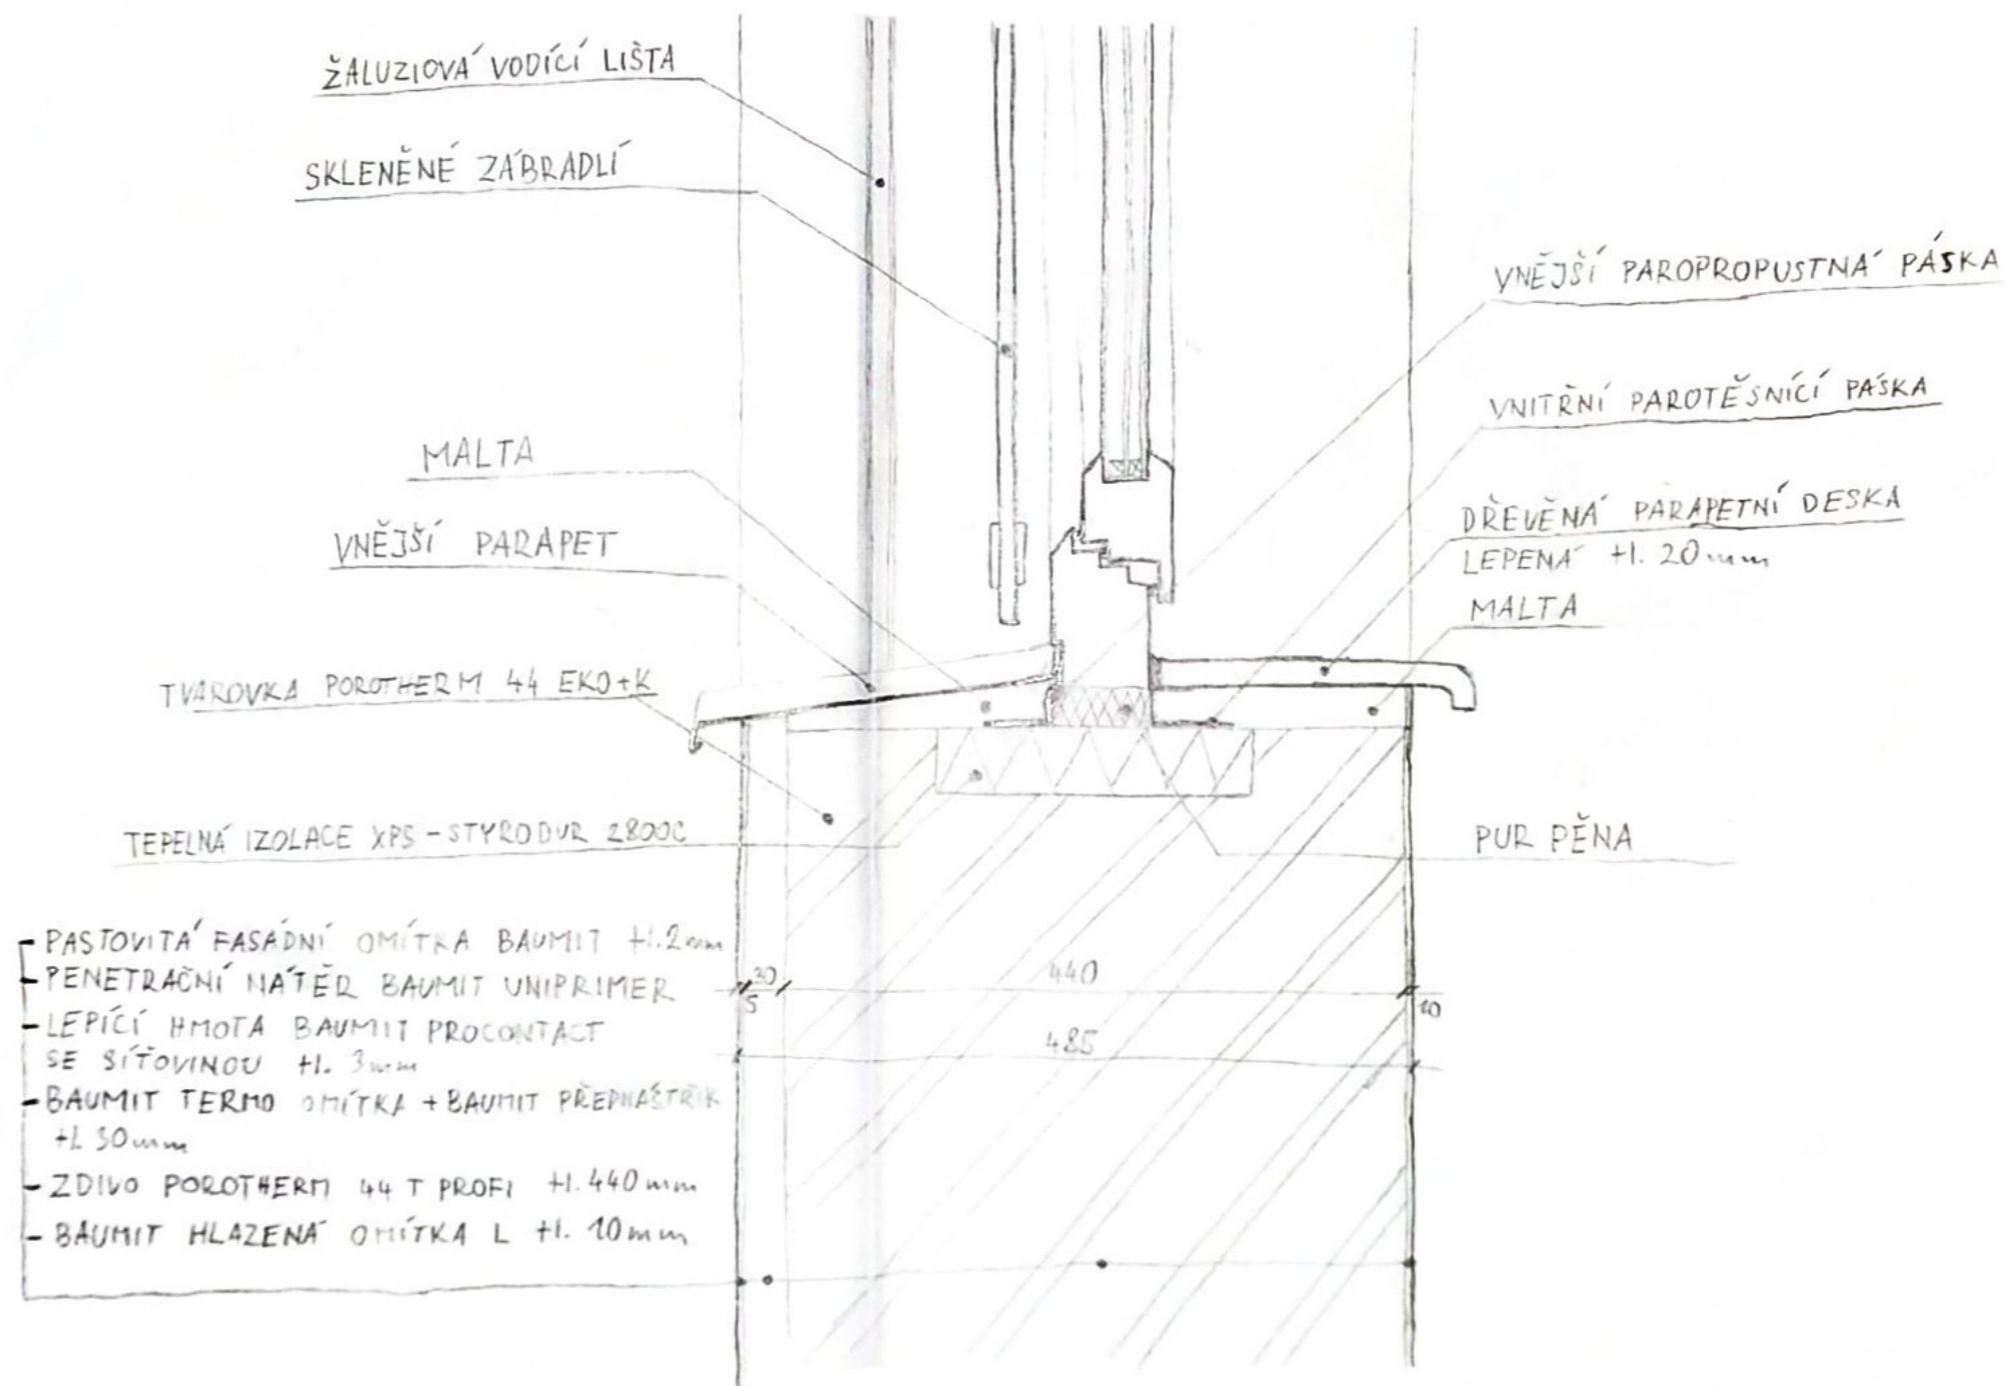 ŽALUZIOVÁ VODÍCÍ LIŠTA
SKLENĚNÉ ZÁBRADLÍ
MALTA
VNĚJŠÍ PARAPET
TVAROVKA POROTHERM 44 EKO+K
TEPELNÁ IZOLACE XPS - STYRODUR 2800C
VNĚJŠÍ PAROPROPUSTNÁ PÁSKA
VNITŘNÍ PAROTĚSNÍCÍ PÁSKA
DŘEVĚNÁ PARAPETNÍ DESKA
LEPENÁ tl. 20mm
MALTA
PUR PĚNA
- PASTOVITÁ FASÁDNÍ OMÍTKA BAUMIT tl. 2mm
- PENETRAČNÍ NÁTĚR BAUMIT UNIPRIMER
- LEPÍCÍ HMOTA BAUMIT PROCONTACT
SE SÍŤOVINOU tl. 3mm
- BAUMIT TERMO OMÍTKA + BAUMIT PŘEDNÁSTŘIK
tl. 30mm
- ZDIVO POROTHERM 44 T PROFI tl. 440mm
- BAUMIT HLAZENÁ OMÍTKA L tl. 10mm
5 30 440 10
485